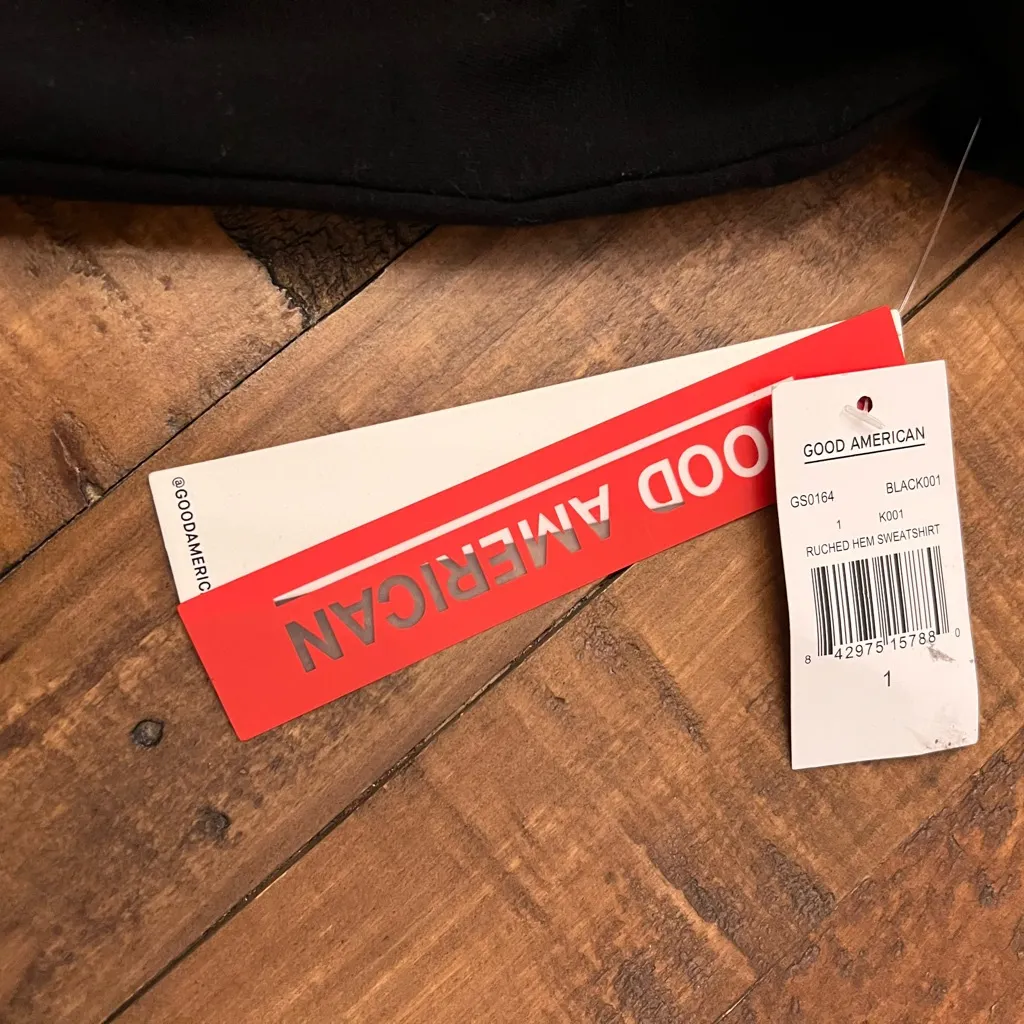 @GOODAMERIC
GOOD AMERICAN
GOOD AMERICAN
GS0164 BLACK001
1 K001
RUCHED HEM SWEATSHIRT
8 42975 15788 0
1